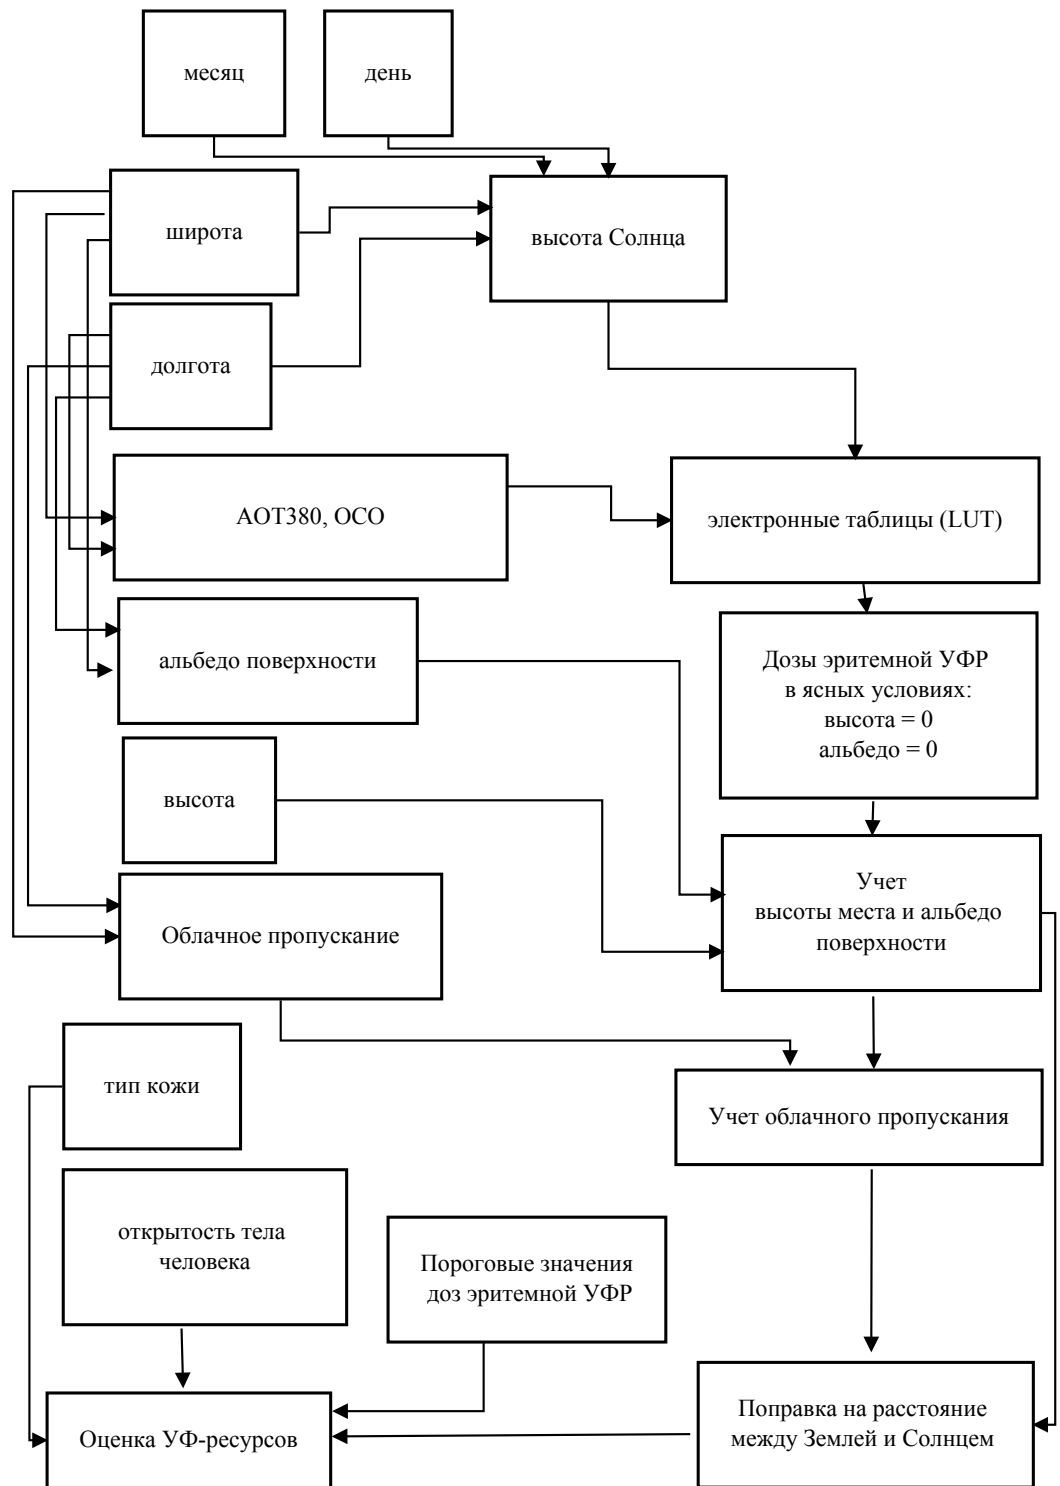 месяц
день
широта
высота Солнца
долгота
АОТ380, ОСО
электронные таблицы (LUT)
альбедо поверхности
Дозы эритемной УФР
в ясных условиях:
высота = 0
альбедо = 0
высота
Учет
высоты места и альбедо
поверхности
Облачное пропускание
тип кожи
Учет облачного пропускания
открытость тела
человека
Пороговые значения
доз эритемной УФР
Оценка УФ-ресурсов
Поправка на расстояние
между Землей и Солнцем